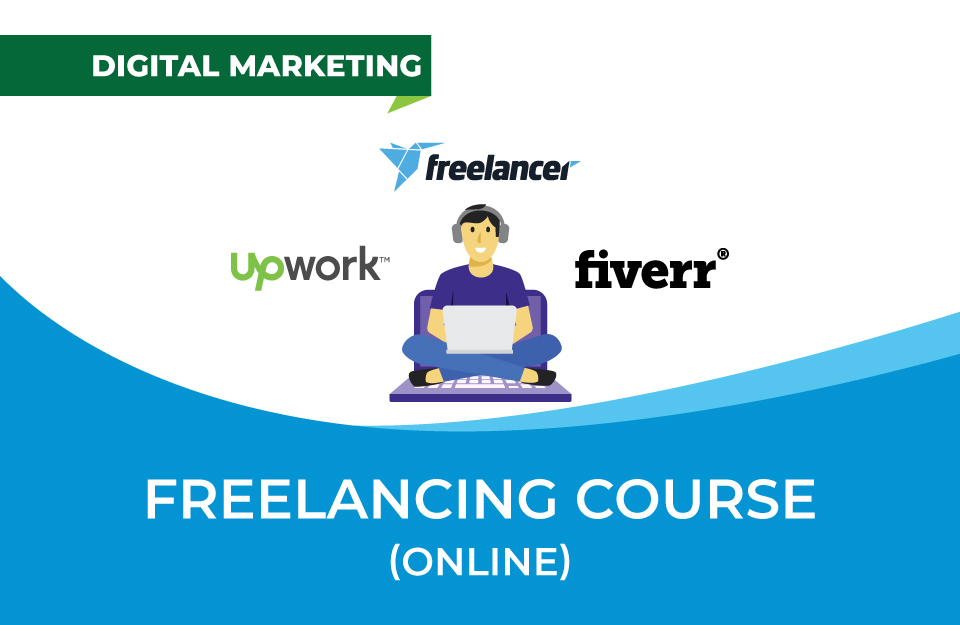 DIGITAL MARKETING
freelancer
upwork™
fiverr®
FREELANCING COURSE
(ONLINE)